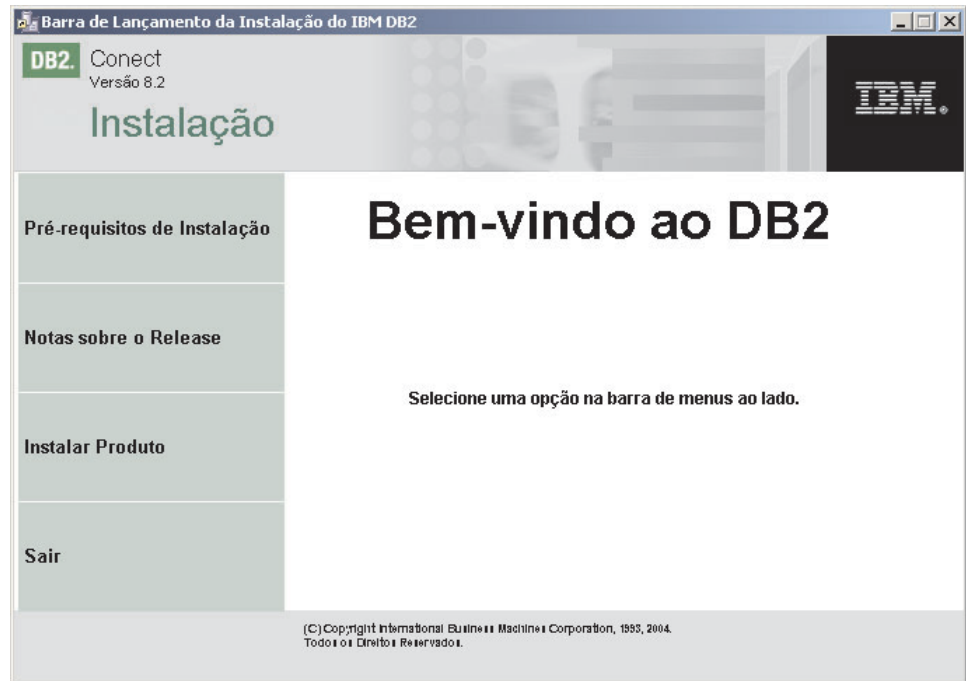 Barra de Lançamento da Instalação do IBM DB2
DB2. Conect
Versão 8.2
Instalação
IBM
Pré-requisitos de Instalação
Bem-vindo ao DB2
Notas sobre o Release
Selecione uma opção na barra de menus ao lado.
Instalar Produto
Sair
(C) Copyright International Business Machines Corporation, 1993, 2004.
Todos os Direitos Reservados.